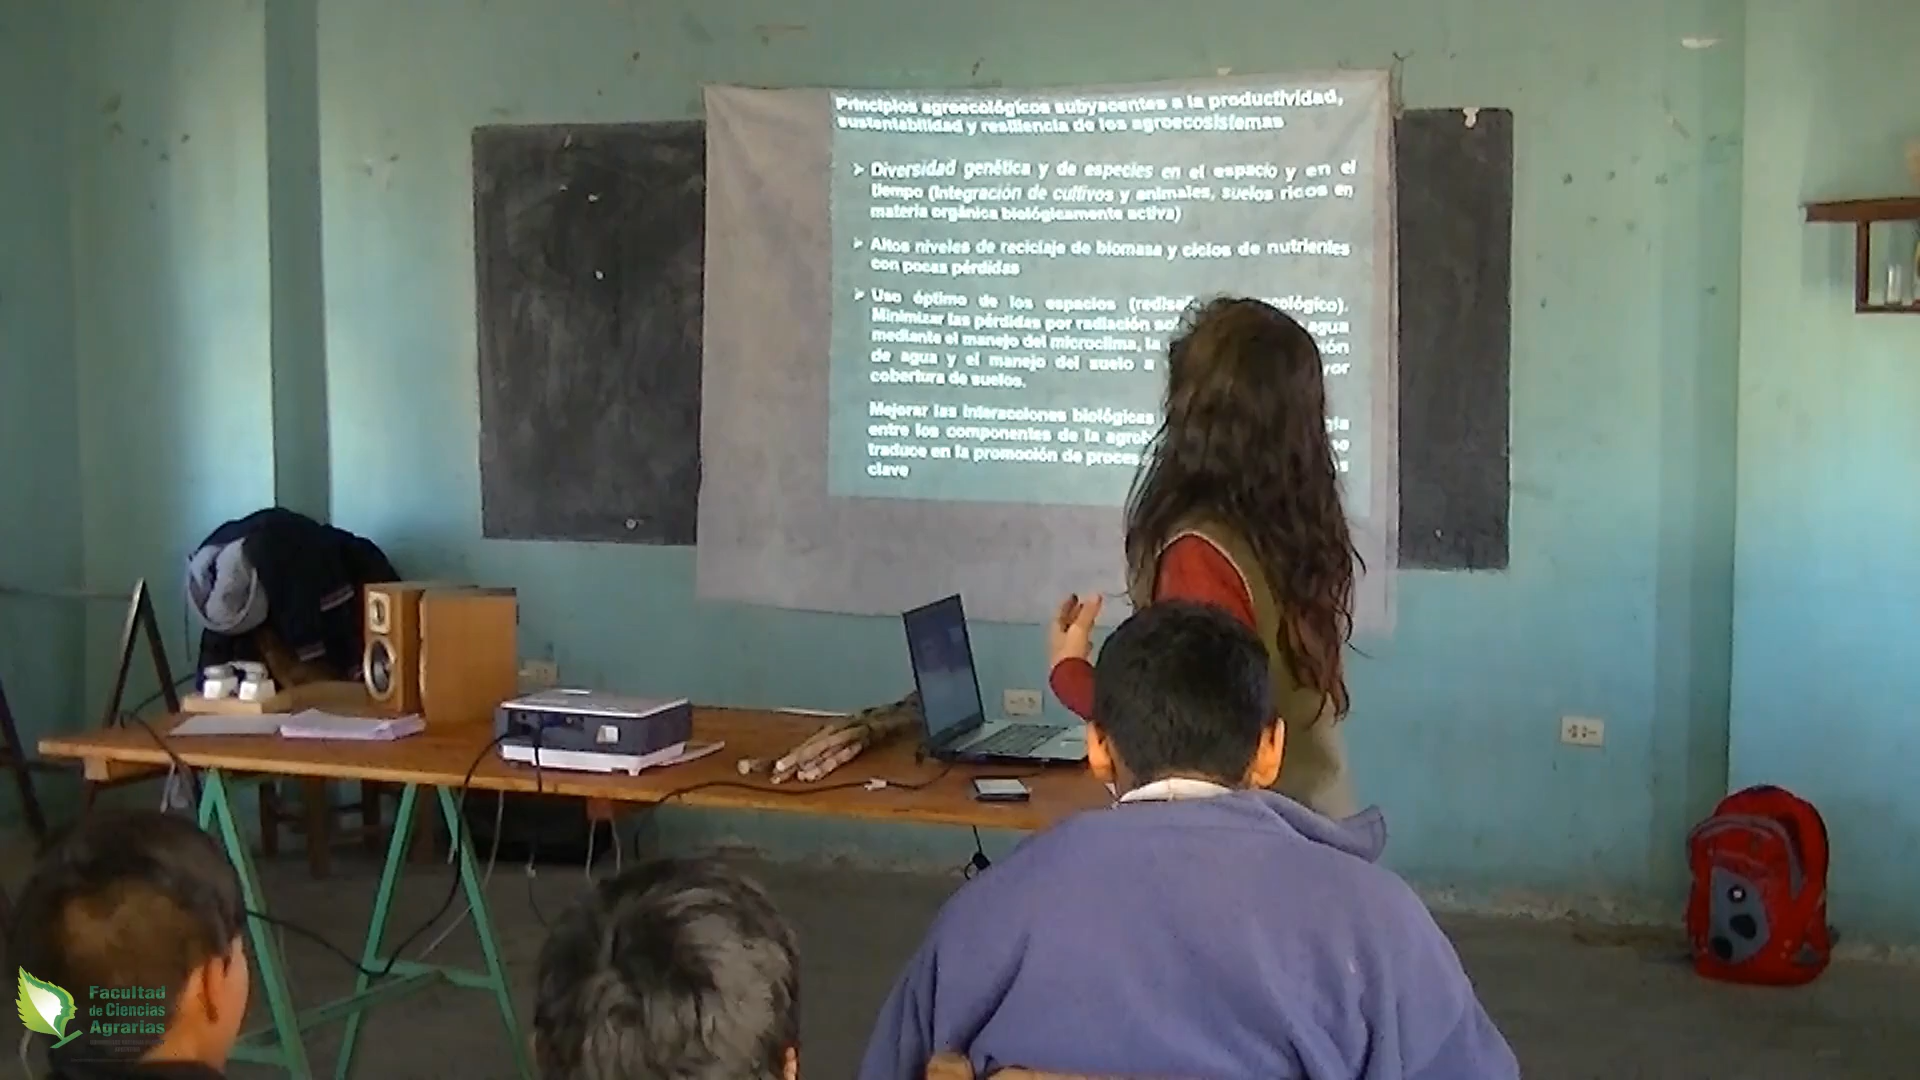 Principios agroecológicos subyacentes a la productividad,
sustentabilidad y resiliencia de los agroecosistemas
➢ Diversidad genética y de especies en el espacio y en el
tiempo (Integración de cultivos y animales, suelos ricos en
materia orgánica biológicamente activa)
➢ Altos niveles de reciclaje de biomasa y ciclos de nutrientes
con pocas pérdidas
➢ Uso óptimo de los espacios ecológico).
Minimizar las pérdidas por radiación agua
mediante el manejo del microclima, la
de agua y el manejo del suelo a
cobertura de suelos.
Mejorar las interacciones biológicas
entre los componentes de la
traduce en la promoción de
clave
Facultad
de Ciencias
Agrarias